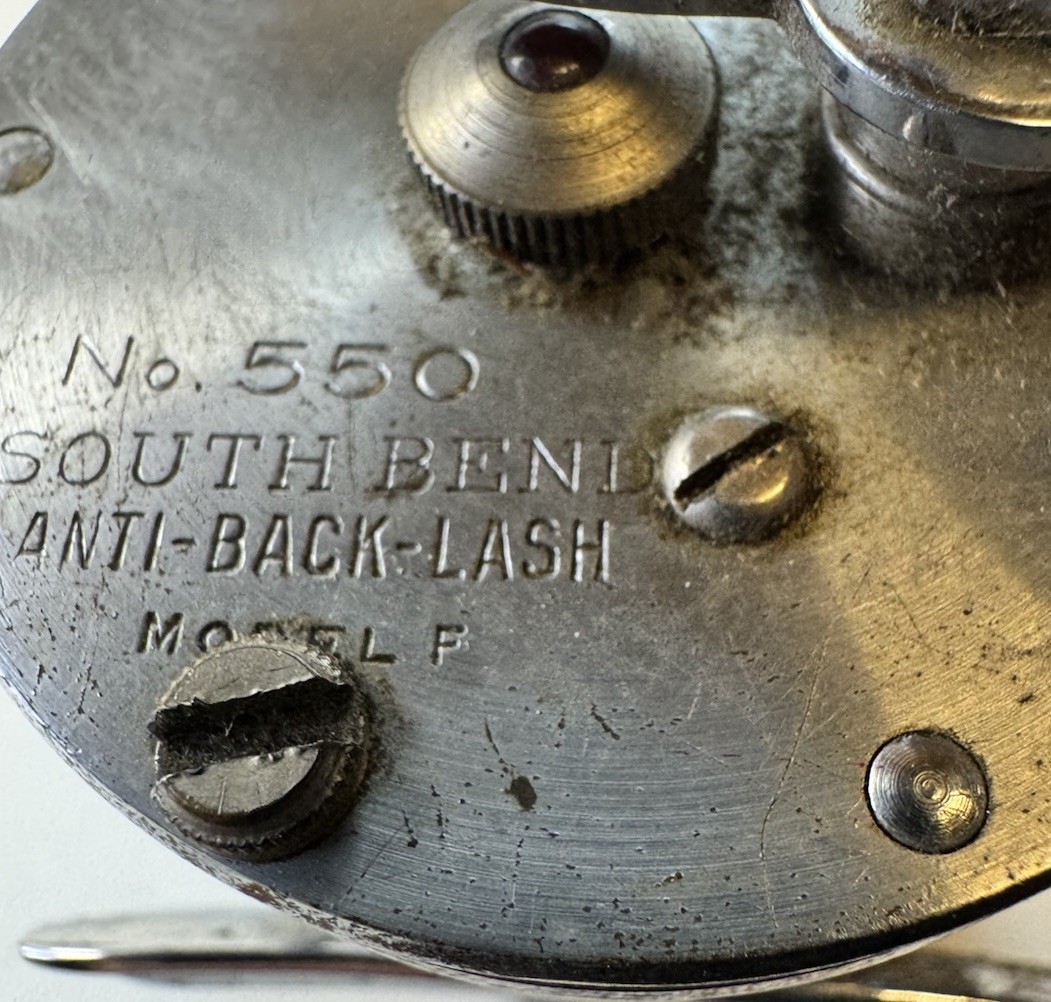 No. 550
SOUTH BEND
ANTI-BACK-LASH
MODEL F